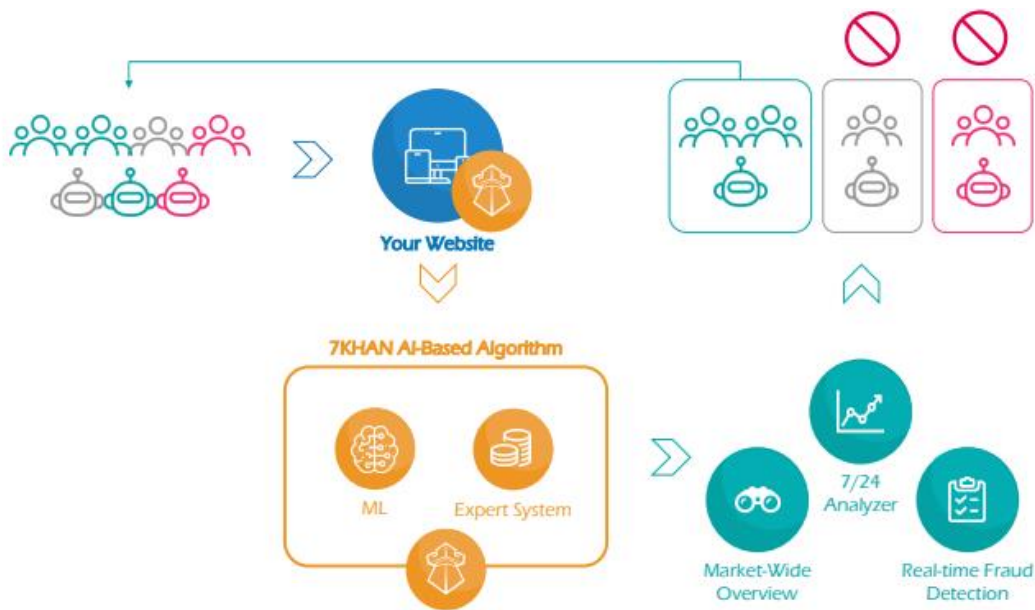 Your Website
7KHAN AI-Based Algorithm
ML
Expert System
7/24
Analyzer
Market-Wide
Overview
Real-time Fraud
Detection